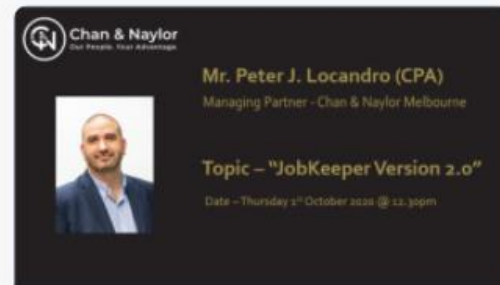 Chan & Naylor
Our People. Your Advantage.
Mr. Peter J. Locandro (CPA)
Managing Partner - Chan & Naylor Melbourne
Topic – “JobKeeper Version 2.0”
Date – Thursday 1st October 2020 @ 12.30pm